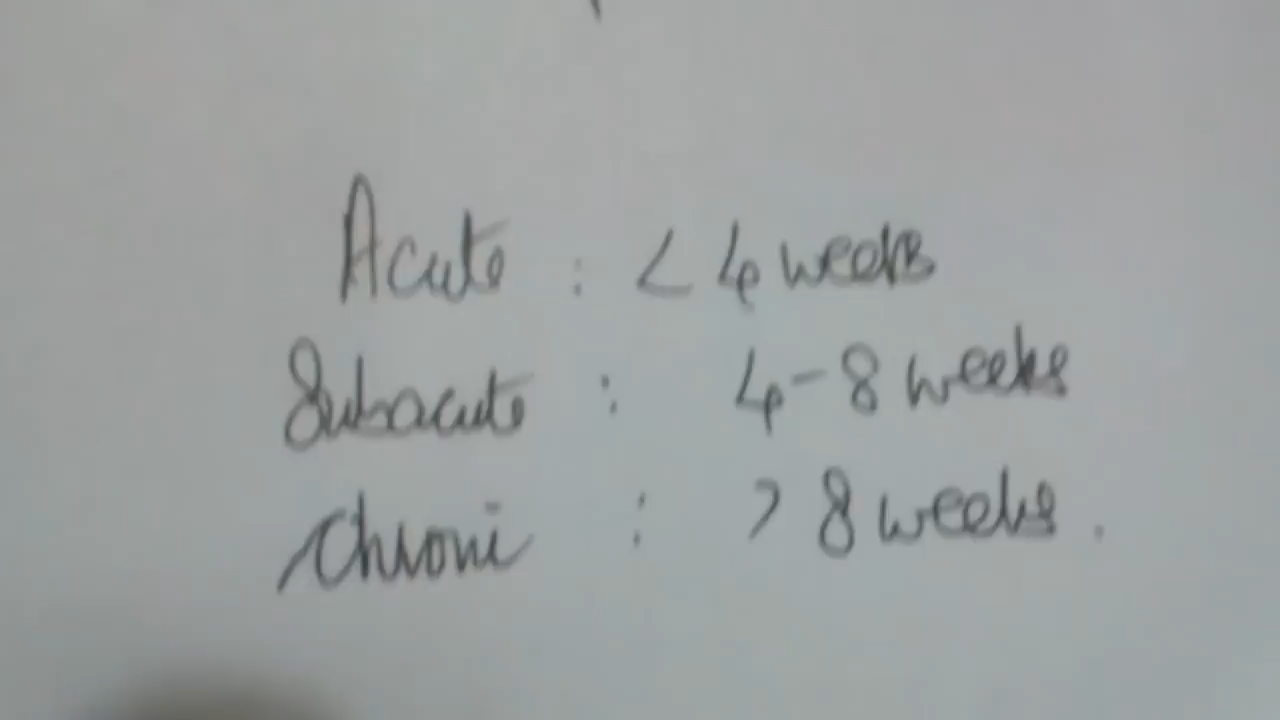 Acute : < 4 weeks
Subacute : 4-8 weeks
Chroni : > 8 weeks.